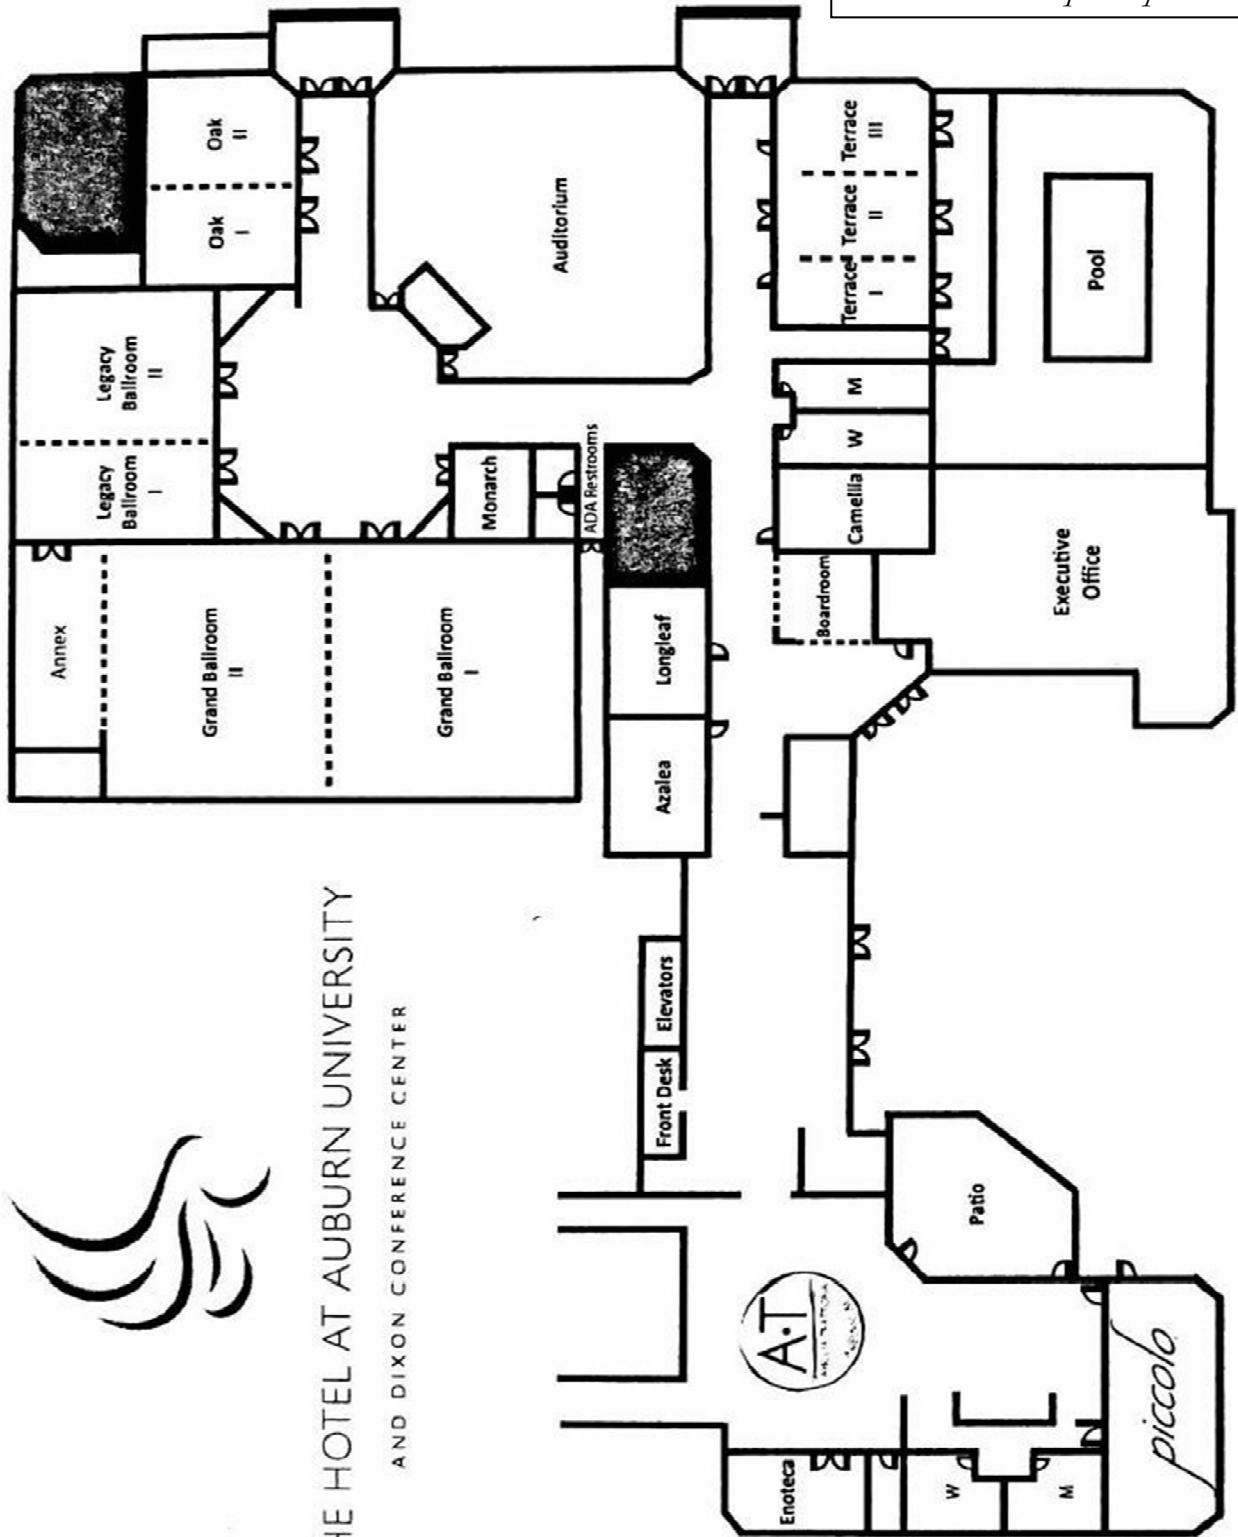 HE HOTEL AT AUBURN UNIVERSITY
AND DIXON CONFERENCE CENTER
Annex
Grand Ballroom
II
Grand Ballroom
I
Legacy
Ballroom
I
Legacy
Ballroom
II
Oak
I
Oak
II
Monarch
ADA Restrooms
Auditorium
Front Desk
Elevators
Azalea
Longleaf
Enoteca
A•T
Boardroom
Camellia
W
M
Terrace
I
Terrace
II
Terrace
III
W
M
Patio
Executive
Office
Pool
piccolo